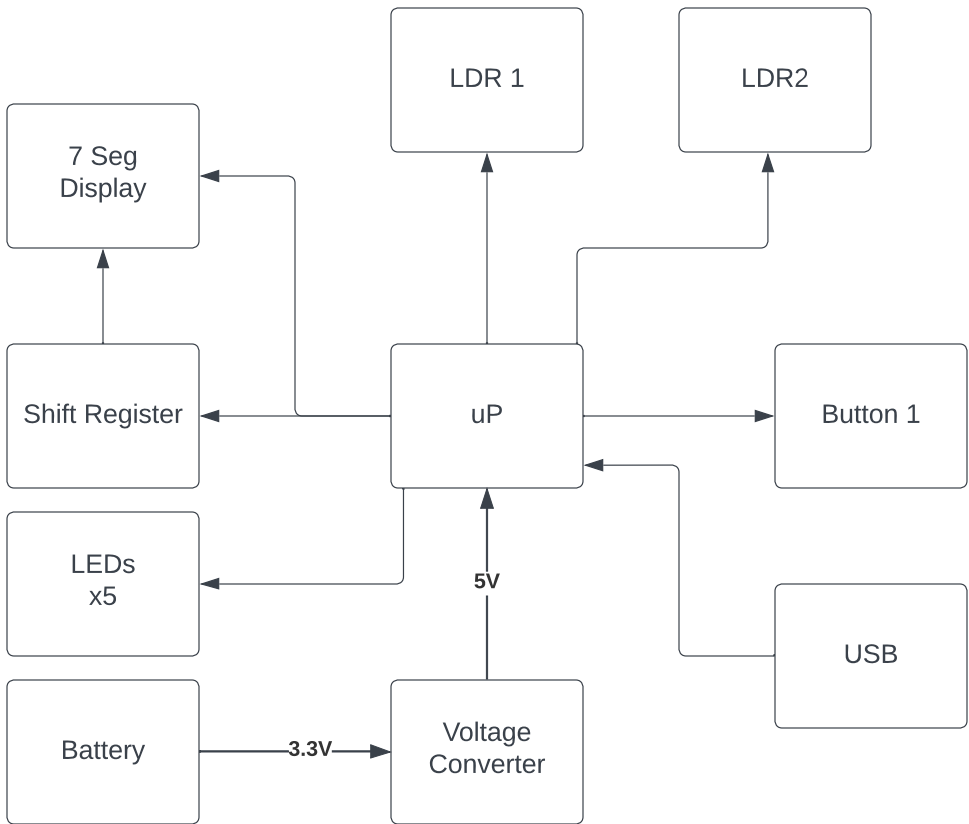 LDR 1
LDR2
7 Seg
Display
Shift Register
uP
Button 1
LEDs
x5
5V
USB
Battery
3.3V
Voltage
Converter